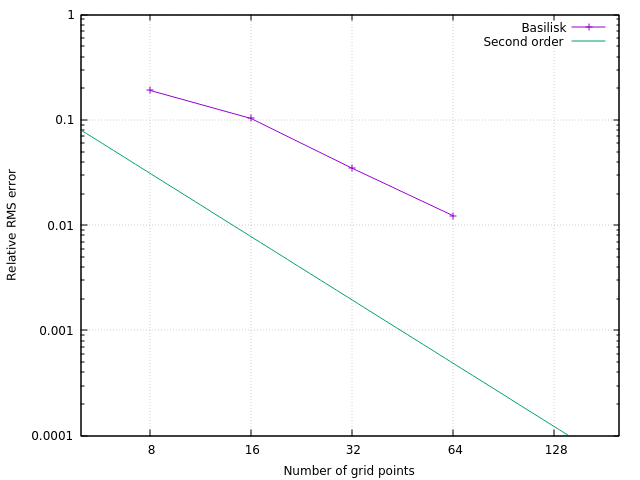 1
0.1
0.01
0.001
0.0001
Relative RMS error
Basilisk
Second order
8 16 32 64 128
Number of grid points